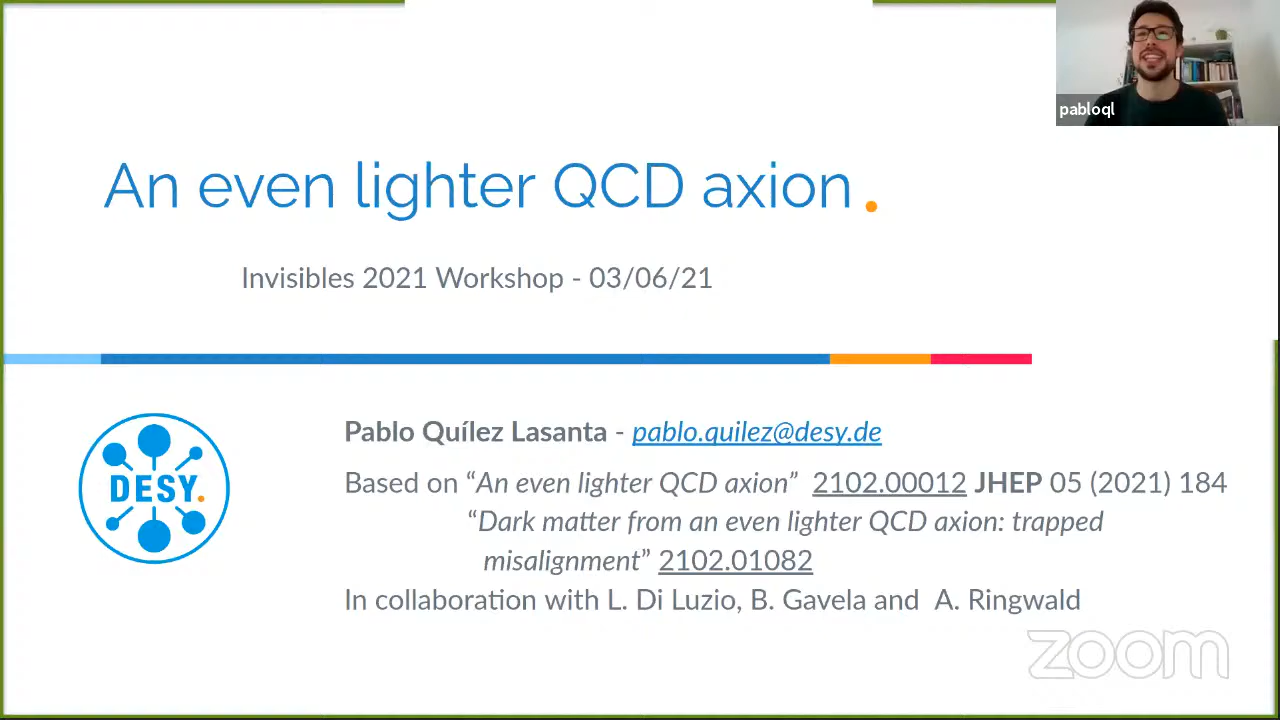 pabloql
An even lighter QCD axion.
Invisibles 2021 Workshop - 03/06/21
DESY.
Pablo Quílez Lasanta - pablo.quilez@desy.de
Based on “An even lighter QCD axion” 2102.00012 JHEP 05 (2021) 184
“Dark matter from an even lighter QCD axion: trapped
misalignment” 2102.01082
In collaboration with L. Di Luzio, B. Gavela and A. Ringwald
zoom